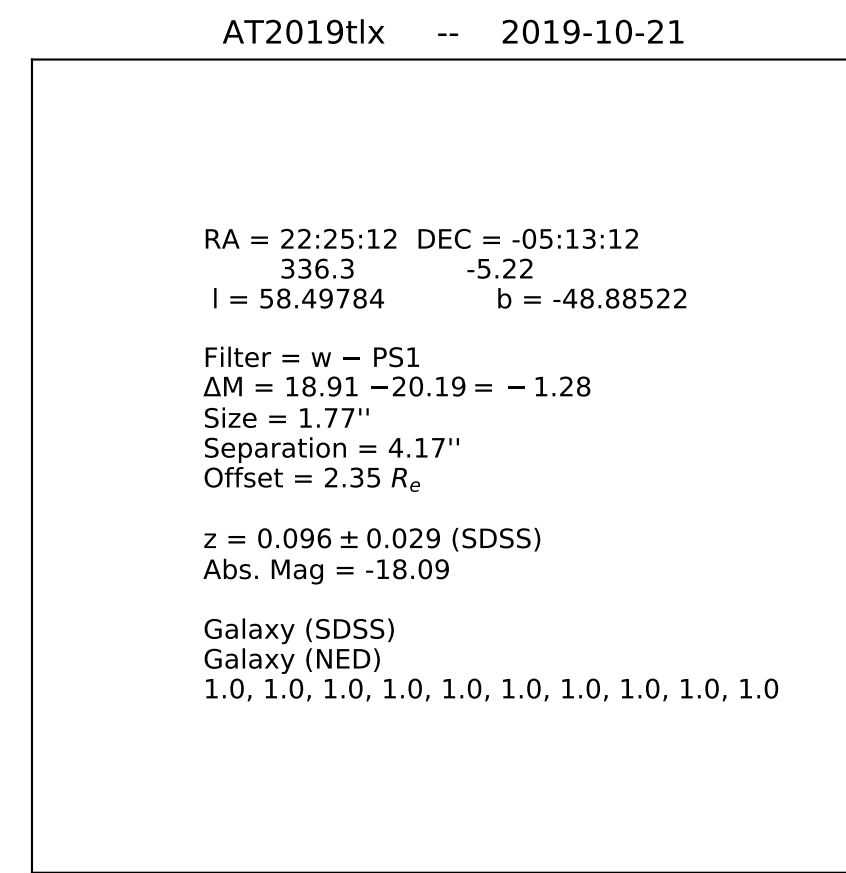 AT2019tlx -- 2019-10-21
RA = 22:25:12 DEC = -05:13:12
336.3 -5.22
l = 58.49784 b = -48.88522
Filter = w − PS1
ΔM = 18.91 −20.19 = − 1.28
Size = 1.77''
Separation = 4.17''
Offset = 2.35 Rₑ
z = 0.096 ± 0.029 (SDSS)
Abs. Mag = -18.09
Galaxy (SDSS)
Galaxy (NED)
1.0, 1.0, 1.0, 1.0, 1.0, 1.0, 1.0, 1.0, 1.0, 1.0